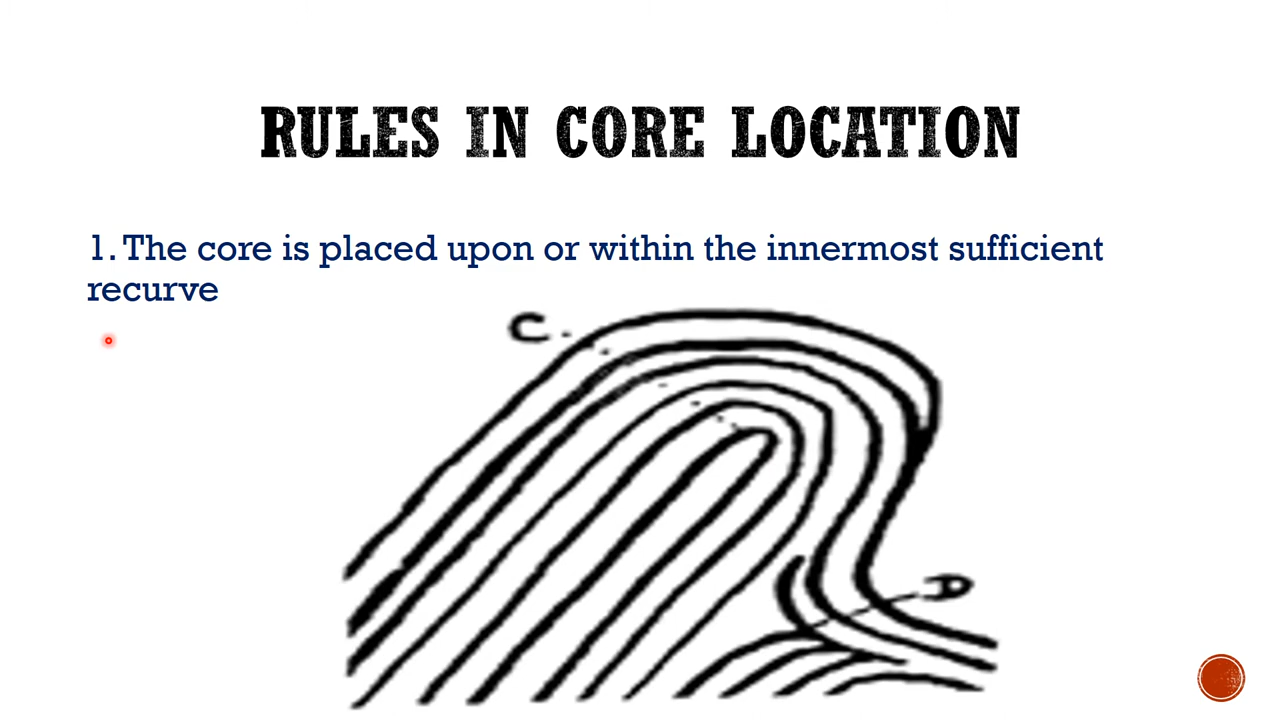 RULES IN CORE LOCATION
1. The core is placed upon or within the innermost sufficient
recurve
C
D